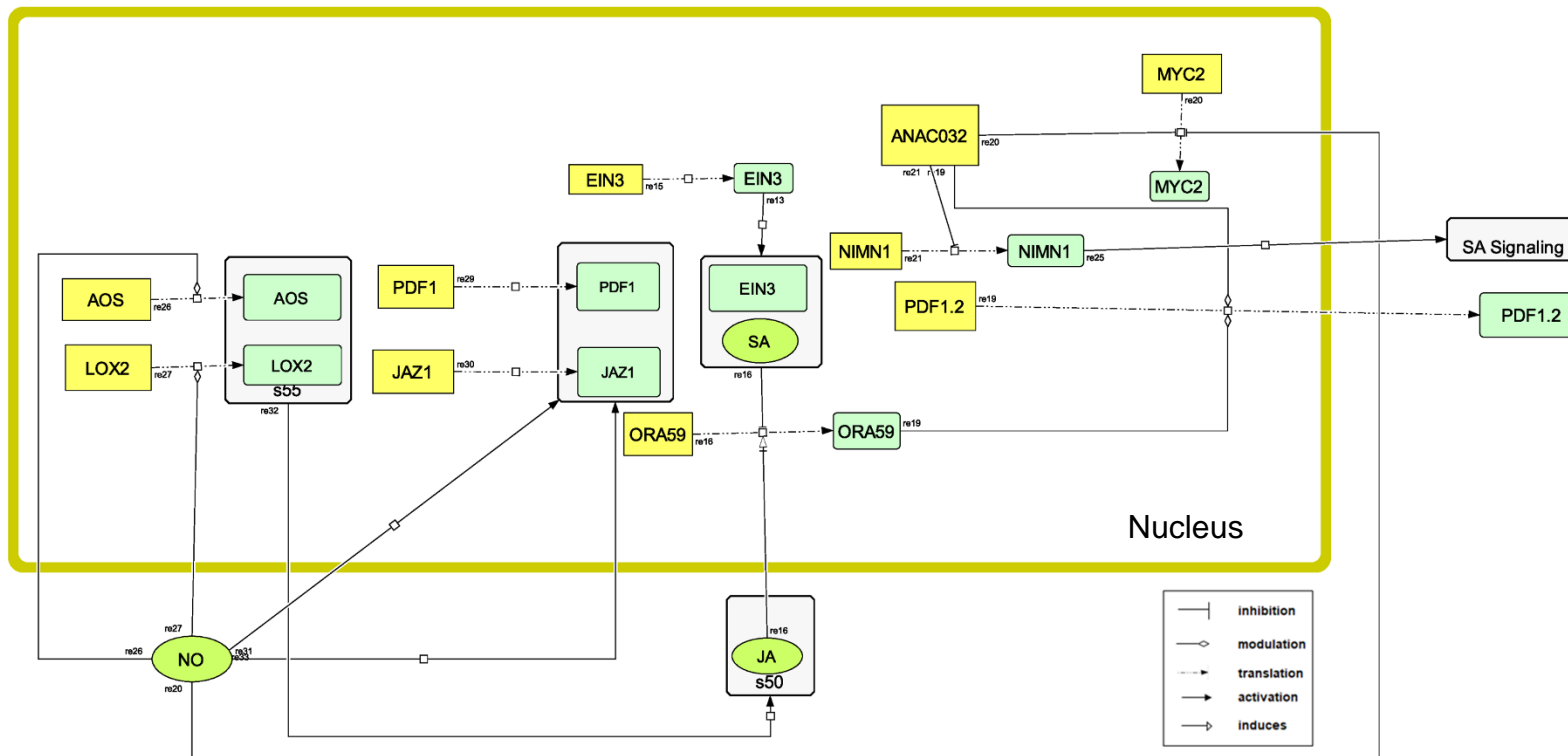 MYC2
re20
ANAC032
re20
re21
r 19
EIN3
re15
EIN3
re13
MYC2
NIMN1
re21
NIMN1
re25
SA Signaling
AOS
re26
AOS
PDF1
re29
PDF1
EIN3
SA
re16
PDF1.2
re19
PDF1.2
LOX2
re27
LOX2
s55
re32
JAZ1
re30
JAZ1
ORA59
re16
ORA59
re19
Nucleus
inhibition
modulation
translation
activation
induces
re27
re26
NO
re31
re33
re20
re16
JA
s50